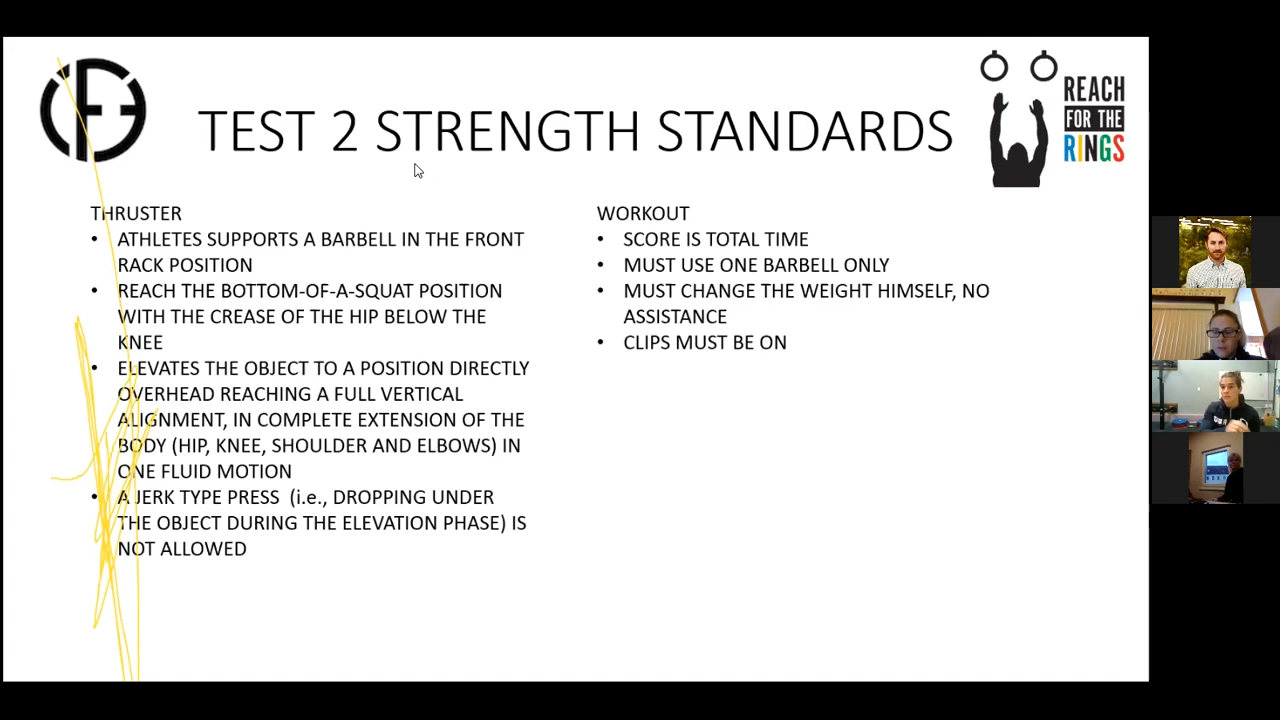 iF3
TEST 2 STRENGTH STANDARDS
REACH
FOR THE
RINGS
THRUSTER
• ATHLETES SUPPORTS A BARBELL IN THE FRONT
RACK POSITION
• REACH THE BOTTOM-OF-A-SQUAT POSITION
WITH THE CREASE OF THE HIP BELOW THE
KNEE
• ELEVATES THE OBJECT TO A POSITION DIRECTLY
OVERHEAD REACHING A FULL VERTICAL
ALIGNMENT, IN COMPLETE EXTENSION OF THE
BODY (HIP, KNEE, SHOULDER AND ELBOWS) IN
ONE FLUID MOTION
• A JERK TYPE PRESS (i.e., DROPPING UNDER
THE OBJECT DURING THE ELEVATION PHASE) IS
NOT ALLOWED
WORKOUT
• SCORE IS TOTAL TIME
• MUST USE ONE BARBELL ONLY
• MUST CHANGE THE WEIGHT HIMSELF, NO
ASSISTANCE
• CLIPS MUST BE ON